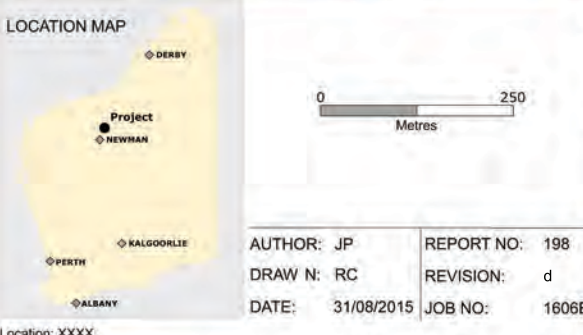 LOCATION MAP
DERBY
Project
NEWMAN
KALGOORLIE
PERTH
ALBANY
0 250
Metres
AUTHOR: JP REPORT NO: 198
DRAW N: RC REVISION: d
DATE: 31/08/2015 JOB NO:
Location: XXXX